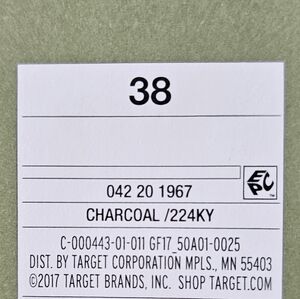 38
042 20 1967
EPC
CHARCOAL /224KY
C-000443-01-011 GF17_50A01-0025
DIST. BY TARGET CORPORATION MPLS., MN 55403
©2017 TARGET BRANDS, INC. SHOP TARGET.COM